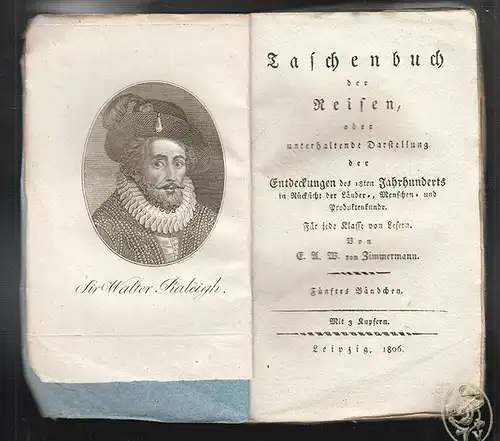 Sir Walter Raleigh.
Taschenbuch
der
Reisen,
oder
unterhaltende Darstellung
der
Entdeckungen des 18ten Jahrhunderts
in Rücksicht der Länder-, Menschen- und
Produktenkunde.
Für jede Klasse von Lesern.
Von
E. A. W. von Zimmermann.
Fünftes Bändchen.
Mit 3 Kupfern.
Leipzig, 1806.